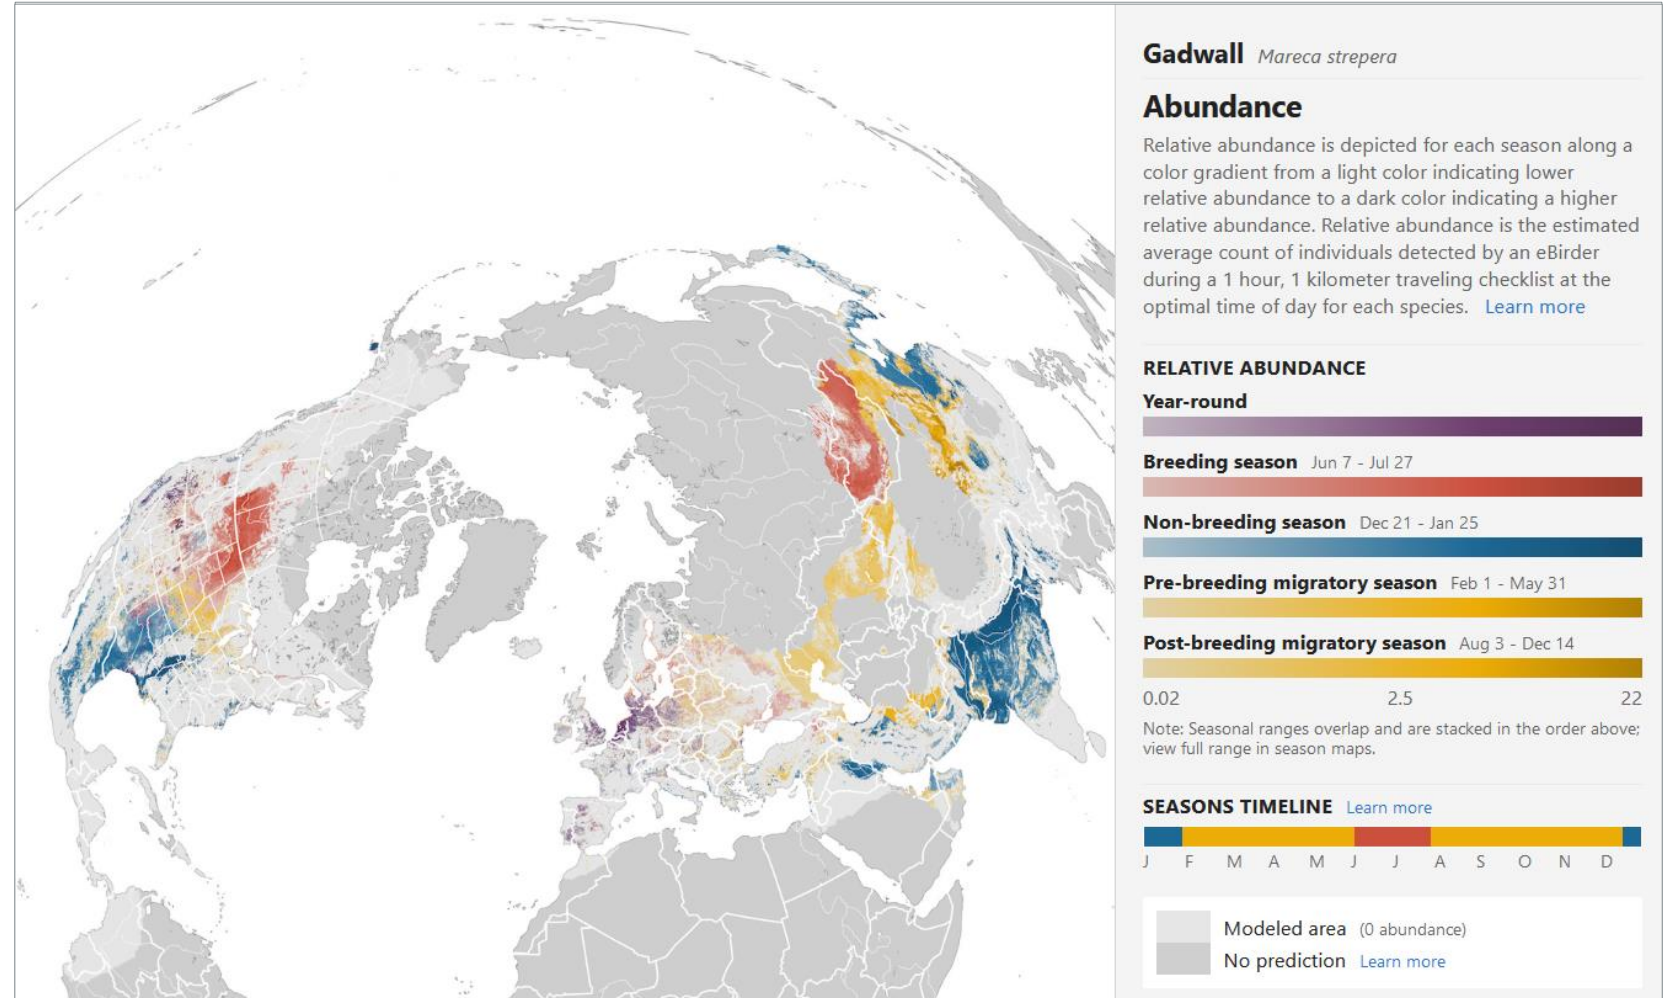 Gadwall Mareca strepera
Abundance
Relative abundance is depicted for each season along a
color gradient from a light color indicating lower
relative abundance to a dark color indicating a higher
relative abundance. Relative abundance is the estimated
average count of individuals detected by an eBirder
during a 1 hour, 1 kilometer traveling checklist at the
optimal time of day for each species. Learn more
RELATIVE ABUNDANCE
Year-round
Breeding season Jun 7 - Jul 27
Non-breeding season Dec 21 - Jan 25
Pre-breeding migratory season Feb 1 - May 31
Post-breeding migratory season Aug 3 - Dec 14
0.02 2.5 22
Note: Seasonal ranges overlap and are stacked in the order above;
view full range in season maps.
SEASONS TIMELINE Learn more
J F M A M J J A S O N D
Modeled area (0 abundance)
No prediction Learn more